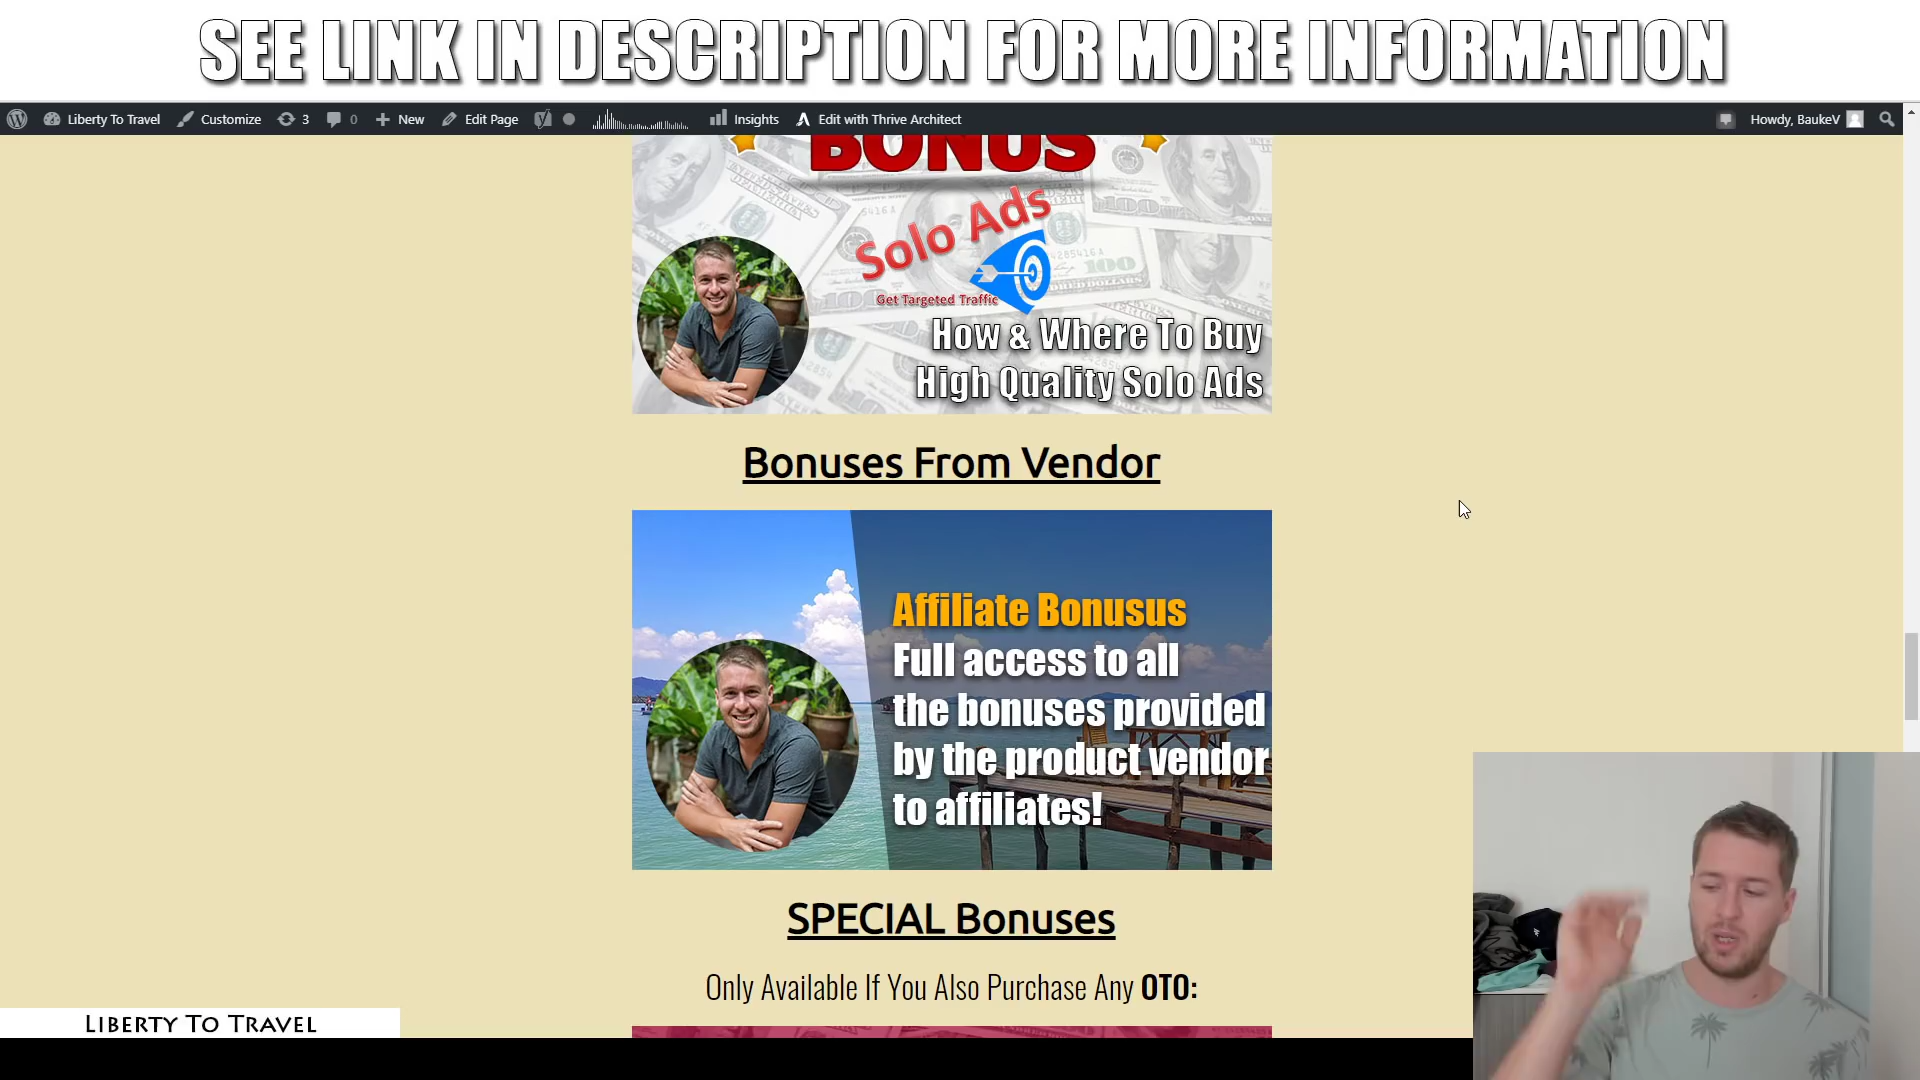 SEE LINK IN DESCRIPTION FOR MORE INFORMATION
Liberty To Travel Customize 3 0 New Edit Page Insights Edit with Thrive Architect Howdy, BaukeV
BONUS
Solo Ads
Get Targeted Traffic
How & Where To Buy
High Quality Solo Ads
Bonuses From Vendor
Affiliate Bonusus
Full access to all
the bonuses provided
by the product vendor
to affiliates!
SPECIAL Bonuses
Only Available If You Also Purchase Any OTO:
LIBERTY TO TRAVEL